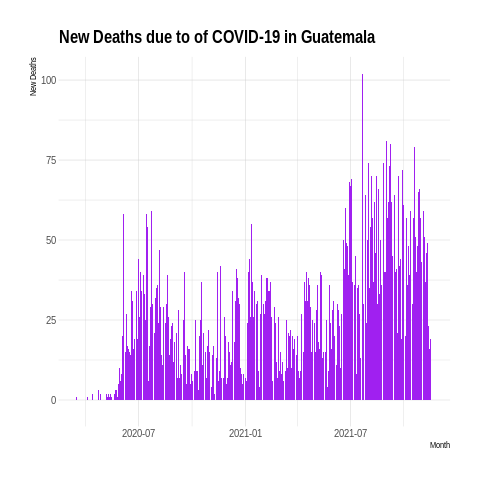 New Deaths due to of COVID-19 in Guatemala
New Deaths
100
75
50
25
0
2020-07
2021-01
2021-07
Month